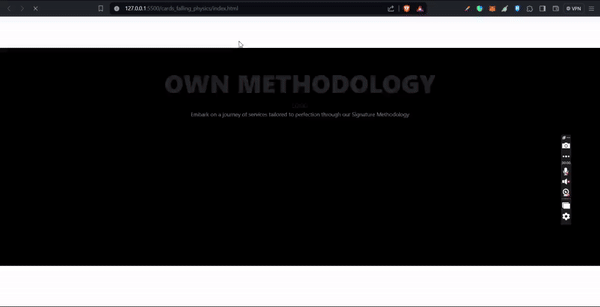 127.0.0.1:5500/cards_falling_physics/index.html
VPN
OWN METHODOLOGY
Embark on a journey of services tailored to perfection through our Signature Methodology